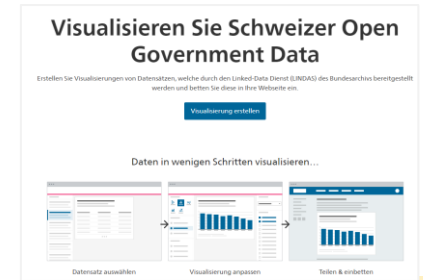 Visualisieren Sie Schweizer Open
Government Data
Erstellen Sie Visualisierungen von Datensätzen, welche durch den Linked-Data Dienst (LINDAS) des Bundesarchivs bereitgestellt
werden und betten Sie diese in Ihre Webseite ein.
Visualisierung erstellen
Daten in wenigen Schritten visualisieren…
Datensatz auswählen
Visualisierung anpassen
Teilen & einbetten